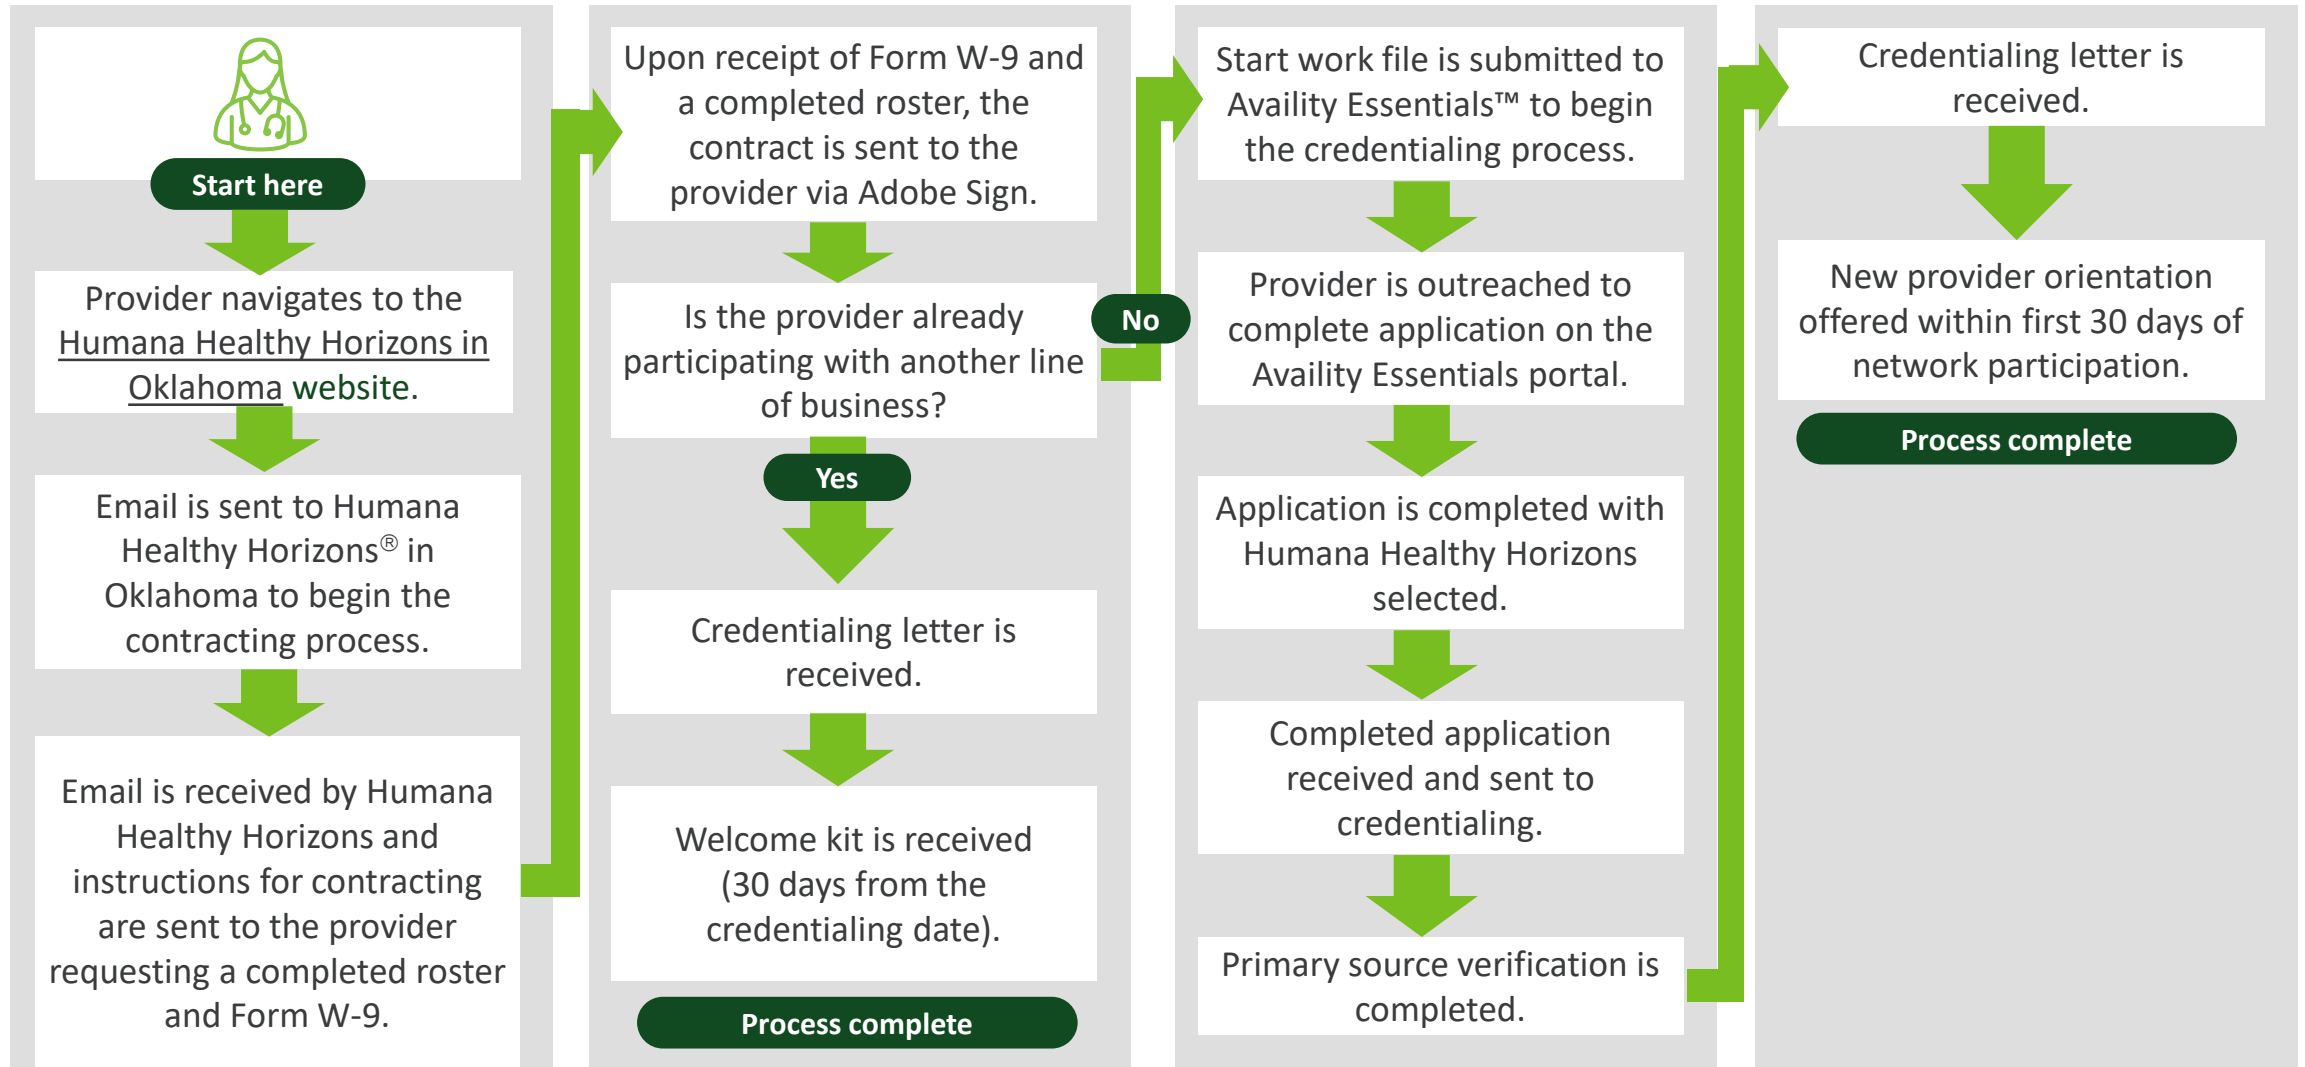 Start here
Provider navigates to the
Humana Healthy Horizons in
Oklahoma website.
Email is sent to Humana
Healthy Horizons® in
Oklahoma to begin the
contracting process.
Email is received by Humana
Healthy Horizons and
instructions for contracting
are sent to the provider
requesting a completed roster
and Form W-9.
Upon receipt of Form W-9 and
a completed roster, the
contract is sent to the
provider via Adobe Sign.
Is the provider already
participating with another line
of business?
Yes
Credentialing letter is
received.
Welcome kit is received
(30 days from the
credentialing date).
Process complete
No
Start work file is submitted to
Availity Essentials™ to begin
the credentialing process.
Provider is outreached to
complete application on the
Availity Essentials portal.
Application is completed with
Humana Healthy Horizons
selected.
Completed application
received and sent to
credentialing.
Primary source verification is
completed.
Credentialing letter is
received.
New provider orientation
offered within first 30 days of
network participation.
Process complete